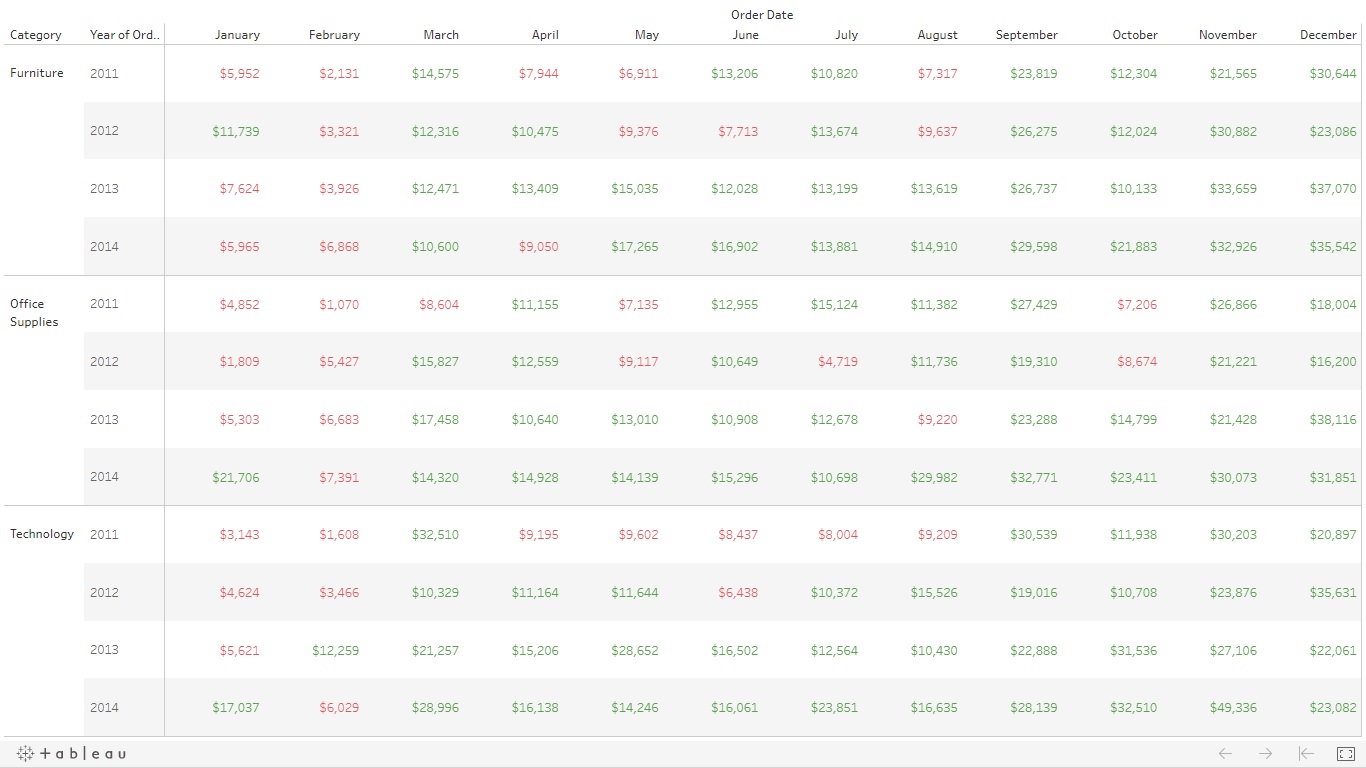 Order Date
Category Year of Ord.. January February March April May June July August September October November December
Furniture 2011 $5,952 $2,131 $14,575 $7,944 $6,911 $13,206 $10,820 $7,317 $23,819 $12,304 $21,565 $30,644
2012 $11,739 $3,321 $12,316 $10,475 $9,376 $7,713 $13,674 $9,637 $26,275 $12,024 $30,882 $23,086
2013 $7,624 $3,926 $12,471 $13,409 $15,035 $12,028 $13,199 $13,619 $26,737 $10,133 $33,659 $37,070
2014 $5,965 $6,868 $10,600 $9,050 $17,265 $16,902 $13,881 $14,910 $29,598 $21,883 $32,926 $35,542
Office 2011 $4,852 $1,070 $8,604 $11,155 $7,135 $12,955 $15,124 $11,382 $27,429 $7,206 $26,866 $18,004
Supplies
2012 $1,809 $5,427 $15,827 $12,559 $9,117 $10,649 $4,719 $11,736 $19,310 $8,674 $21,221 $16,200
2013 $5,303 $6,683 $17,458 $10,640 $13,010 $10,908 $12,678 $9,220 $23,288 $14,799 $21,428 $38,116
2014 $21,706 $7,391 $14,320 $14,928 $14,139 $15,296 $10,698 $29,982 $32,771 $23,411 $30,073 $31,851
Technology 2011 $3,143 $1,608 $32,510 $9,195 $9,602 $8,437 $8,004 $9,209 $30,539 $11,938 $30,203 $20,897
2012 $4,624 $3,466 $10,329 $11,164 $11,644 $6,438 $10,372 $15,526 $19,016 $10,708 $23,876 $35,631
2013 $5,621 $12,259 $21,257 $15,206 $28,652 $16,502 $12,564 $10,430 $22,888 $31,536 $27,106 $22,061
2014 $17,037 $6,029 $28,996 $16,138 $14,246 $16,061 $23,851 $16,635 $28,139 $32,510 $49,336 $23,082
+ableau